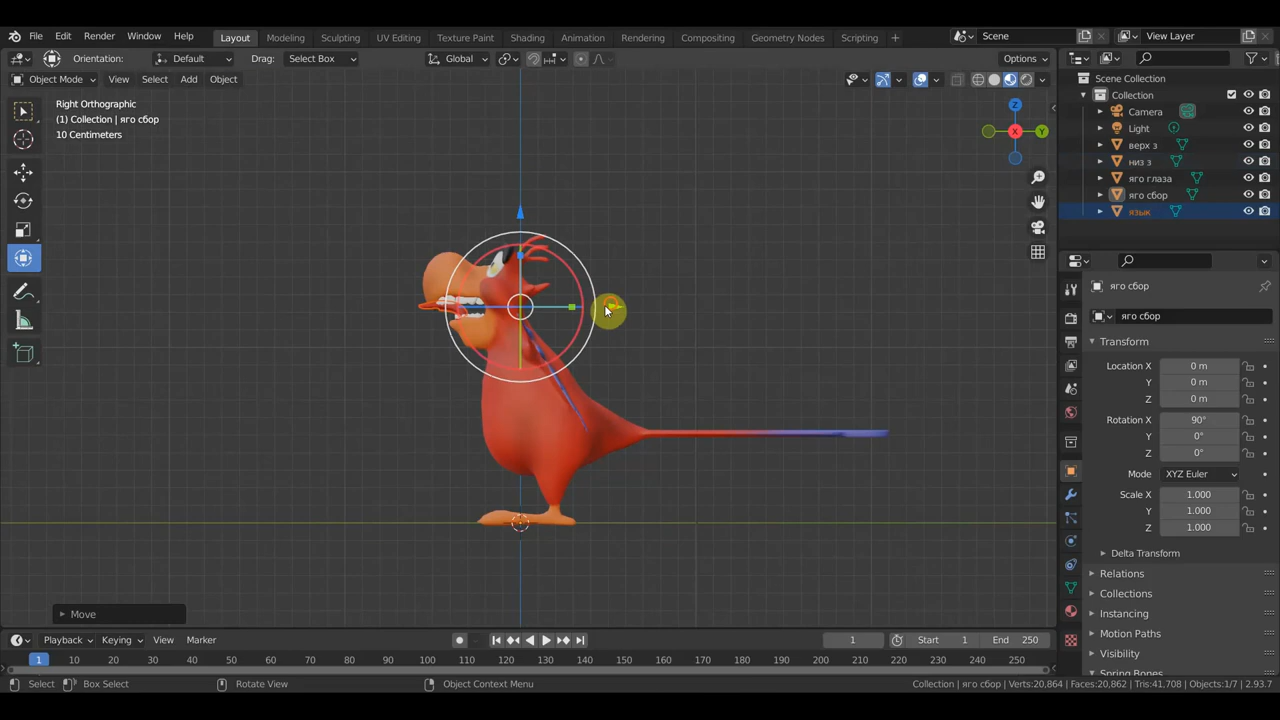 File Edit Render Window Help Layout Modeling Sculpting UV Editing Texture Paint Shading Animation Rendering Compositing Geometry Nodes Scripting + Scene View Layer
Orientation: Default Drag: Select Box Global Options
Object Mode View Select Add Object
Right Orthographic
(1) Collection | яго сбор
10 Centimeters
Z
X
Y
Scene Collection
Collection
Camera
Light
верх з
низ з
яго глаза
яго сбор
язык
яго сбор
яго сбор
Transform
Location X 0 m
Y 0 m
Z 0 m
Rotation X 90°
Y 0°
Z 0°
Mode XYZ Euler
Scale X 1.000
Y 1.000
Z 1.000
Delta Transform
Relations
Collections
Instancing
Motion Paths
Visibility
Spring Bones
Move
Playback Keying View Marker 1 Start 1 End 250
1 10 20 30 40 50 60 70 80 90 100 110 120 130 140 150 160 170 180 190 200 210 220 230 240 250
Select Box Select Rotate View Object Context Menu Collection | яго сбор | Verts:20,864 | Faces:20,862 | Tris:41,708 | Objects:1/7 | 2.93.7